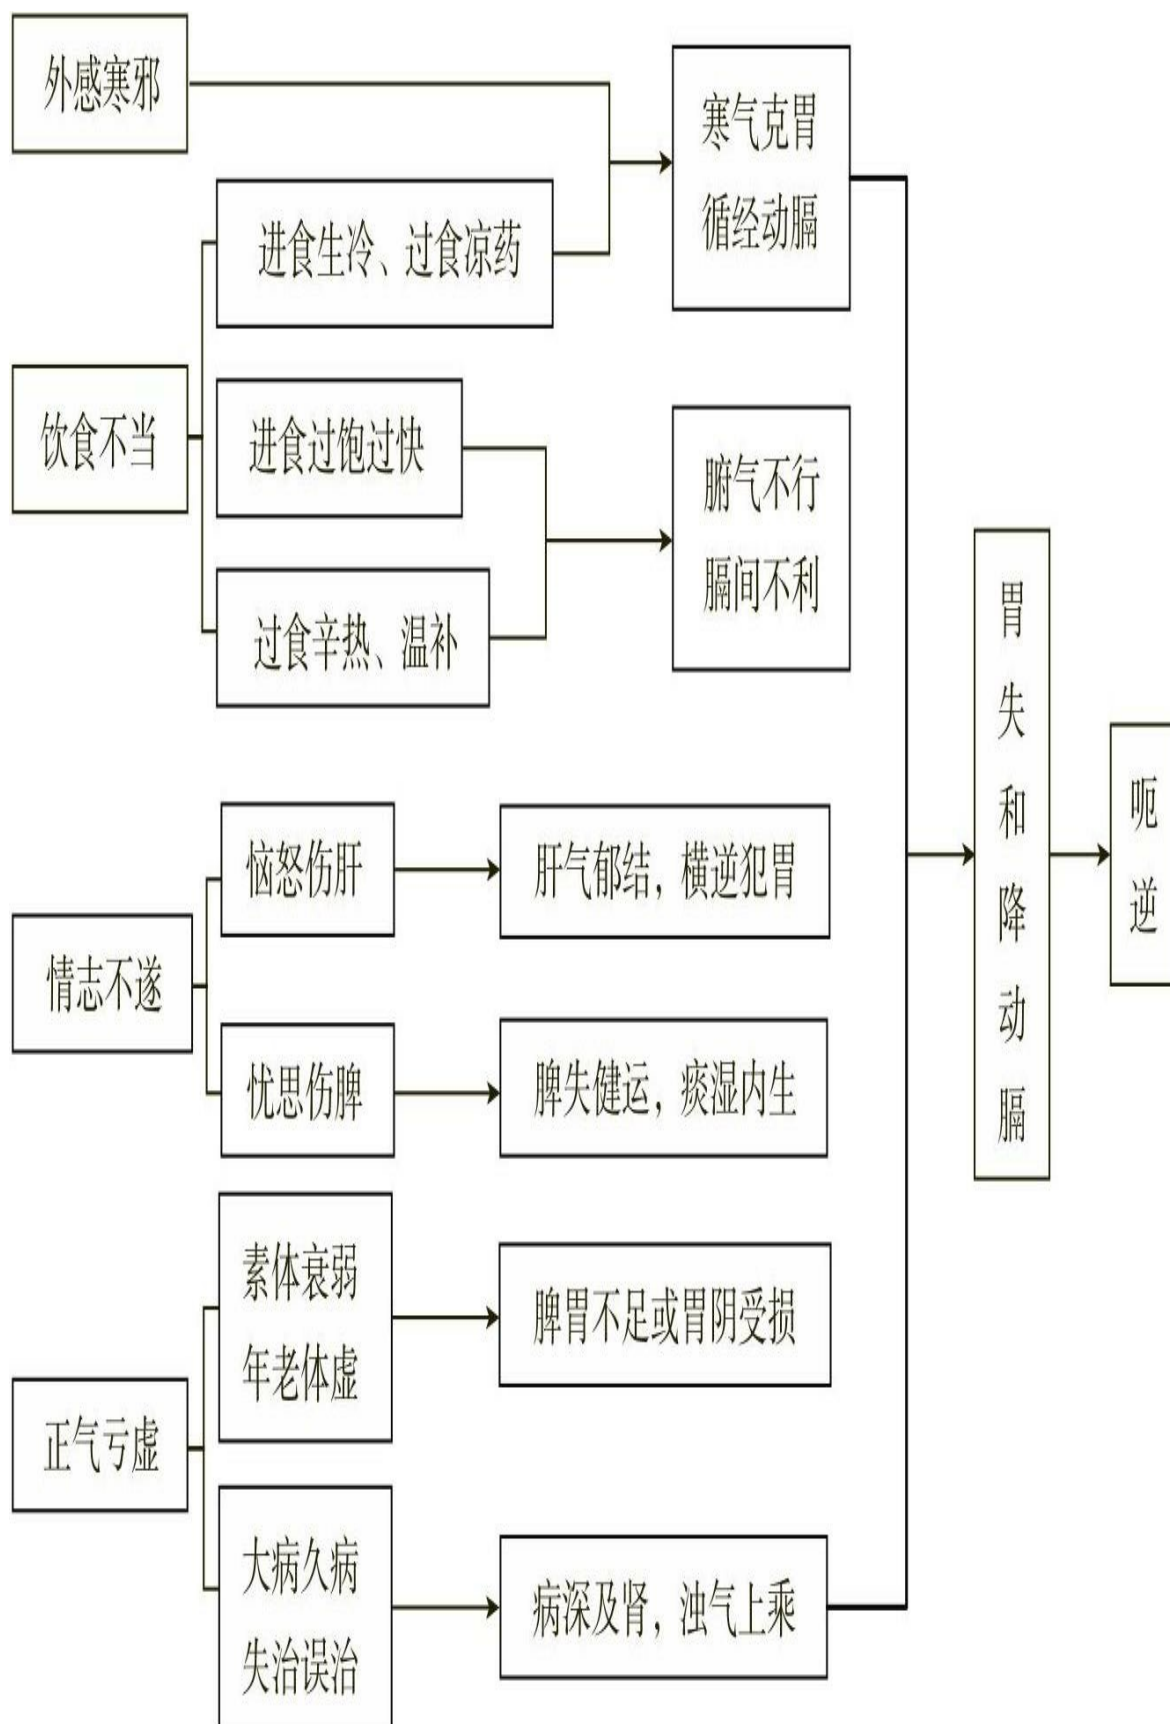 外感寒邪
进食生冷、过食凉药
寒气克胃
循经动膈
饮食不当
进食过饱过快
过食辛热、温补
腑气不行
膈间不利
情志不遂
恼怒伤肝
肝气郁结，横逆犯胃
忧思伤脾
脾失健运，痰湿内生
正气亏虚
素体衰弱
年老体虚
脾胃不足或胃阴受损
大病久病
失治误治
病深及肾，浊气上乘
胃失和降动膈
呃逆